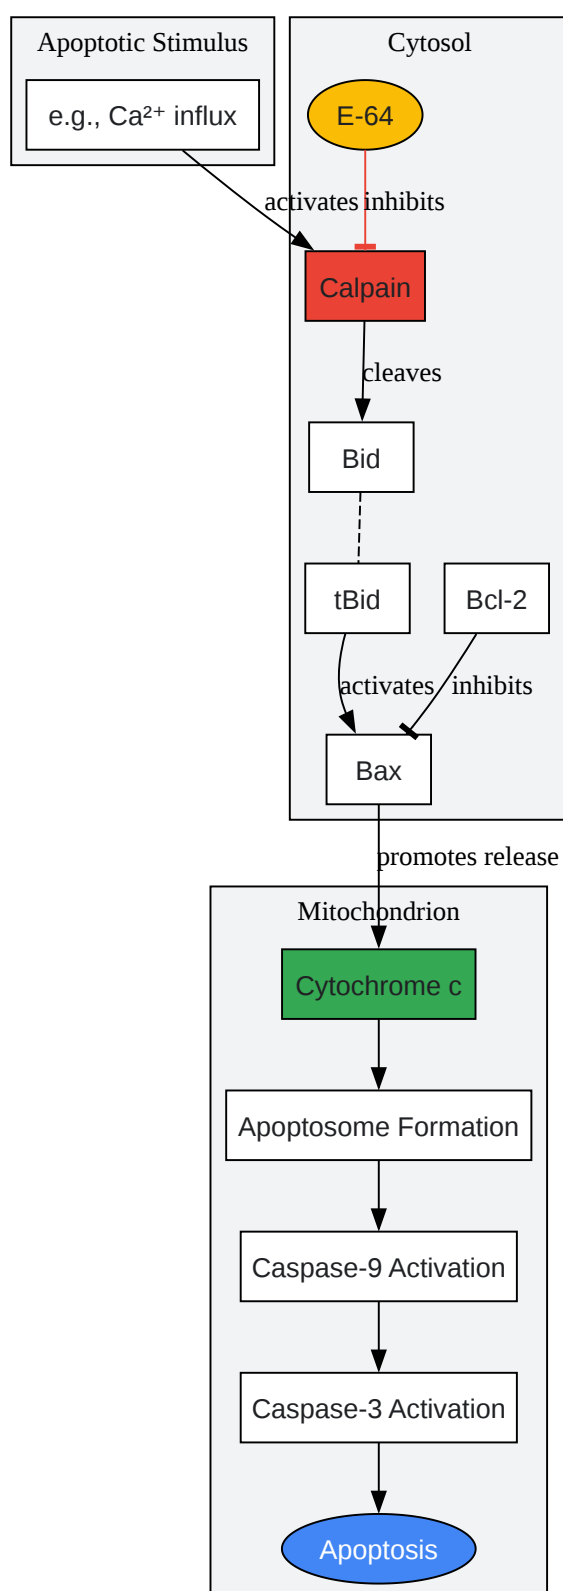 Apoptotic Stimulus
Cytosol
e.g., Ca²⁺ influx
E-64
activates
inhibits
Calpain
cleaves
Bid
tBid
Bcl-2
activates
inhibits
Bax
promotes release
Mitochondrion
Cytochrome c
Apoptosome Formation
Caspase-9 Activation
Caspase-3 Activation
Apoptosis